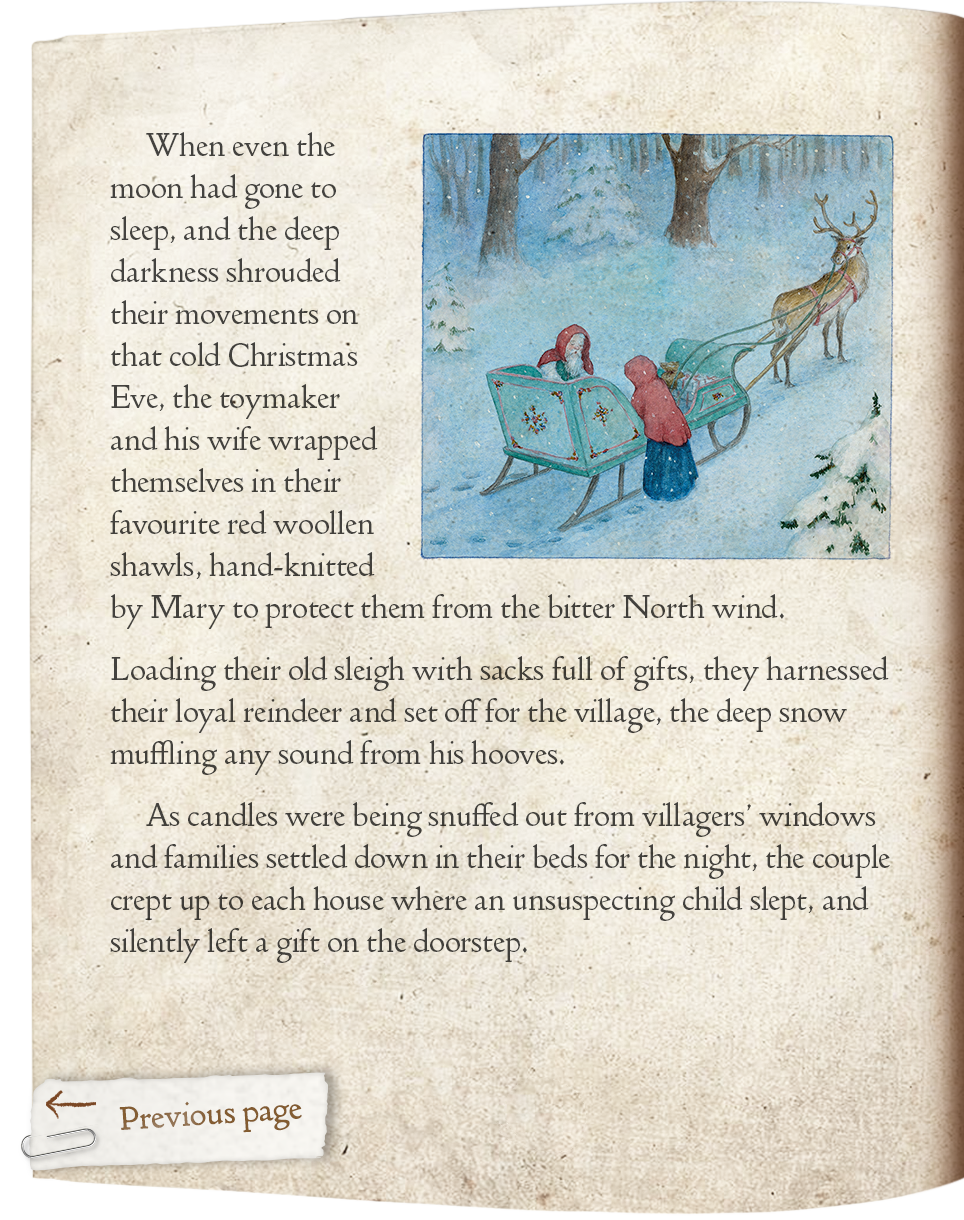 When even the
moon had gone to
sleep, and the deep
darkness shrouded
their movements on
that cold Christmas
Eve, the toymaker
and his wife wrapped
themselves in their
favourite red woollen
shawls, hand-knitted
by Mary to protect them from the bitter North wind.
Loading their old sleigh with sacks full of gifts, they harnessed
their loyal reindeer and set off for the village, the deep snow
muffling any sound from his hooves.
As candles were being snuffed out from villagers' windows
and families settled down in their beds for the night, the couple
crept up to each house where an unsuspecting child slept, and
silently left a gift on the doorstep.
Previous page